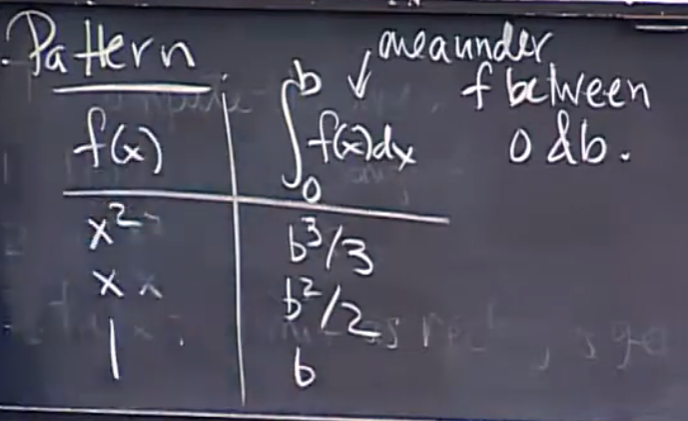 Pattern
area under
f between
0 & b.
f(x) ∫₀ᵇ f(x)dx
x² b³/3
x b²/2
1 b